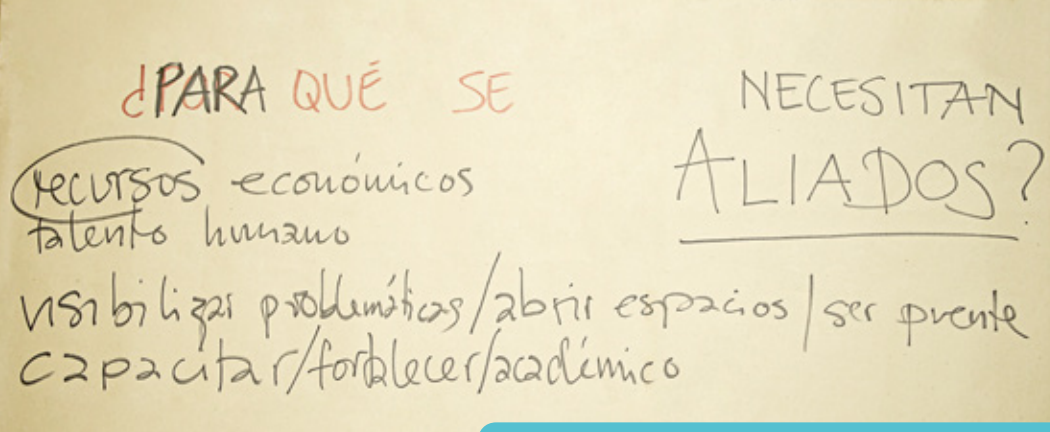 ¿PARA QUÉ SE NECESITAN
ALIADOS?
recursos económicos
talento humano
visibilizar problemáticas/abrir espacios/ser puente
capacitar/fortalecer/académico